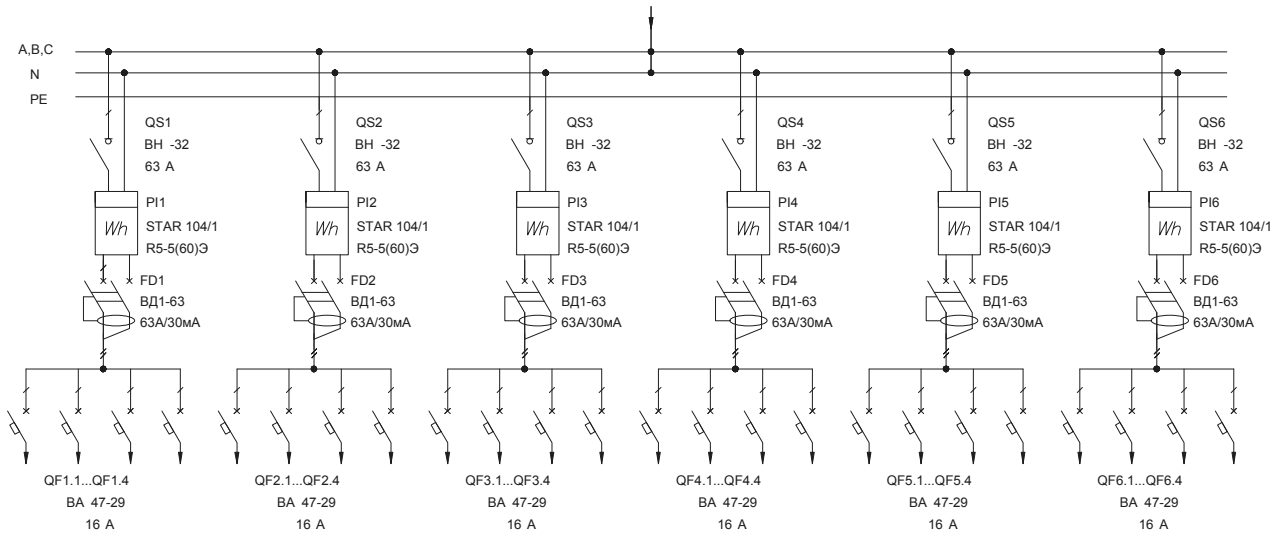 A,B,C
N
PE
QS1
ВН -32
63 А
QS2
ВН -32
63 А
QS3
ВН -32
63 А
QS4
ВН -32
63 А
QS5
ВН -32
63 А
QS6
ВН -32
63 А
PI1
STAR 104/1
R5-5(60)Э
PI2
STAR 104/1
R5-5(60)Э
PI3
STAR 104/1
R5-5(60)Э
PI4
STAR 104/1
R5-5(60)Э
PI5
STAR 104/1
R5-5(60)Э
PI6
STAR 104/1
R5-5(60)Э
Wh
Wh
Wh
Wh
Wh
Wh
FD1
ВД1-63
63А/30мА
FD2
ВД1-63
63А/30мА
FD3
ВД1-63
63А/30мА
FD4
ВД1-63
63А/30мА
FD5
ВД1-63
63А/30мА
FD6
ВД1-63
63А/30мА
QF1.1...QF1.4
ВА 47-29
16 А
QF2.1...QF2.4
ВА 47-29
16 А
QF3.1...QF3.4
ВА 47-29
16 А
QF4.1...QF4.4
ВА 47-29
16 А
QF5.1...QF5.4
ВА 47-29
16 А
QF6.1...QF6.4
ВА 47-29
16 А